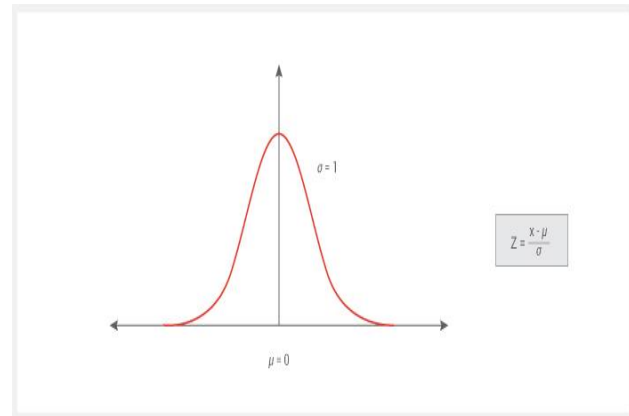 σ = 1
Z = x - μ
σ
μ = 0